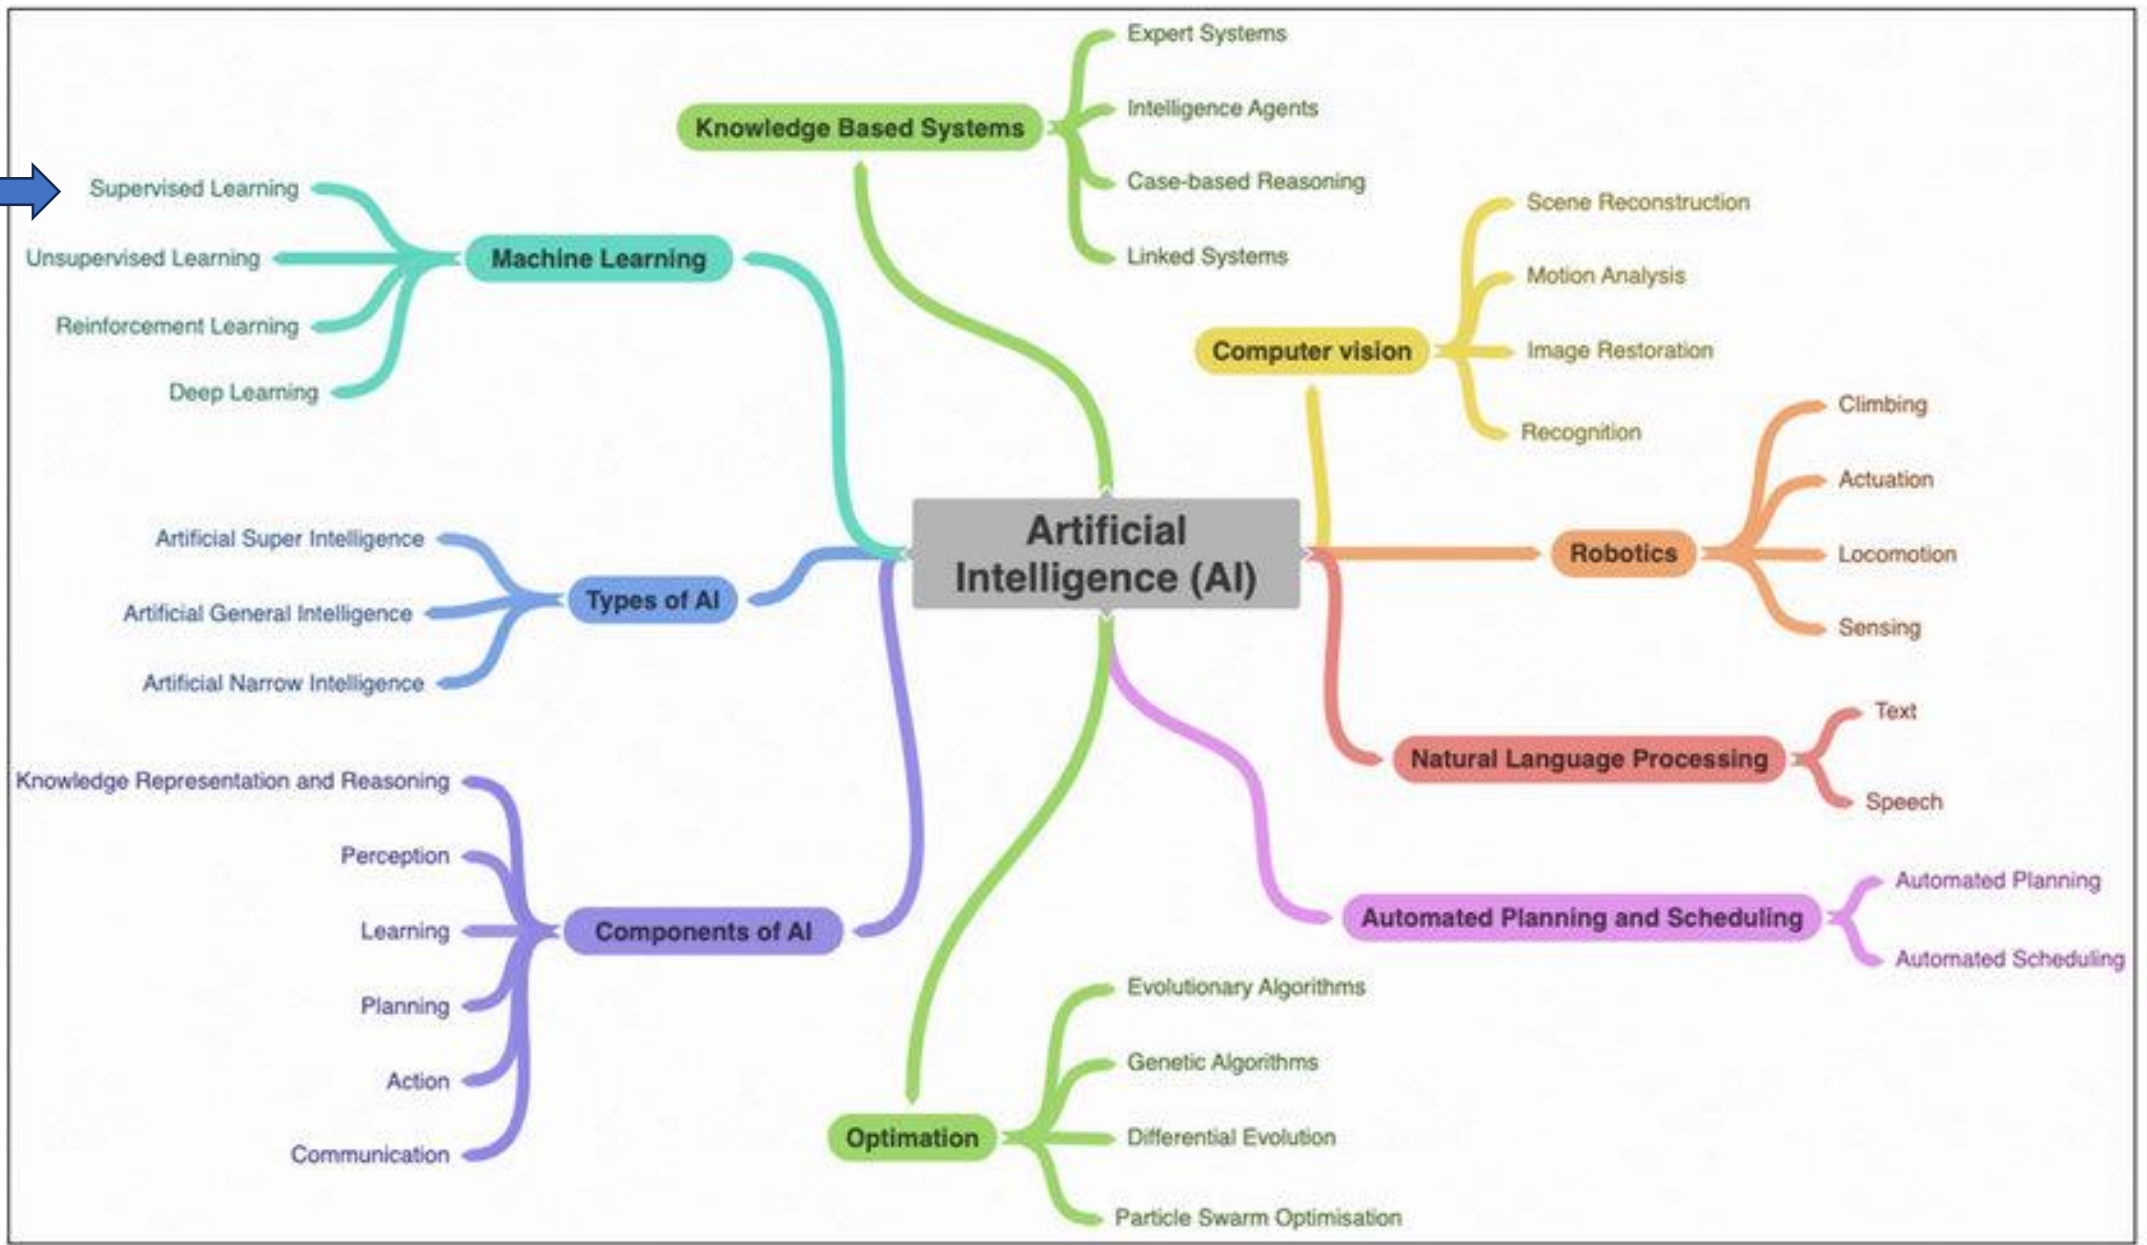 Expert Systems
Intelligence Agents
Knowledge Based Systems
Case-based Reasoning
Linked Systems
Supervised Learning
Unsupervised Learning
Machine Learning
Reinforcement Learning
Deep Learning
Scene Reconstruction
Motion Analysis
Computer vision
Image Restoration
Recognition
Artificial
Intelligence (AI)
Climbing
Actuation
Robotics
Locomotion
Sensing
Artificial Super Intelligence
Types of AI
Artificial General Intelligence
Artificial Narrow Intelligence
Text
Natural Language Processing
Speech
Knowledge Representation and Reasoning
Perception
Learning
Components of AI
Planning
Action
Communication
Automated Planning
Automated Planning and Scheduling
Automated Scheduling
Evolutionary Algorithms
Genetic Algorithms
Optimation
Differential Evolution
Particle Swarm Optimisation